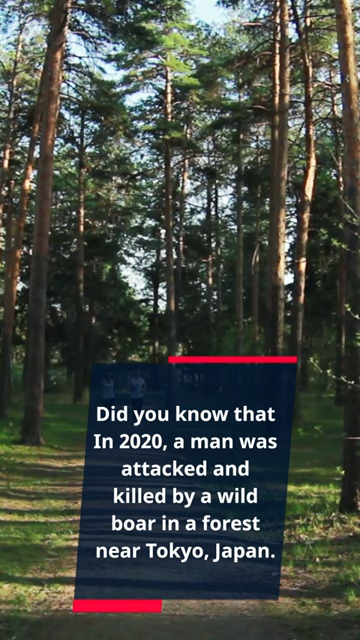 Did you know that
In 2020, a man was
attacked and
killed by a wild
boar in a forest
near Tokyo, Japan.